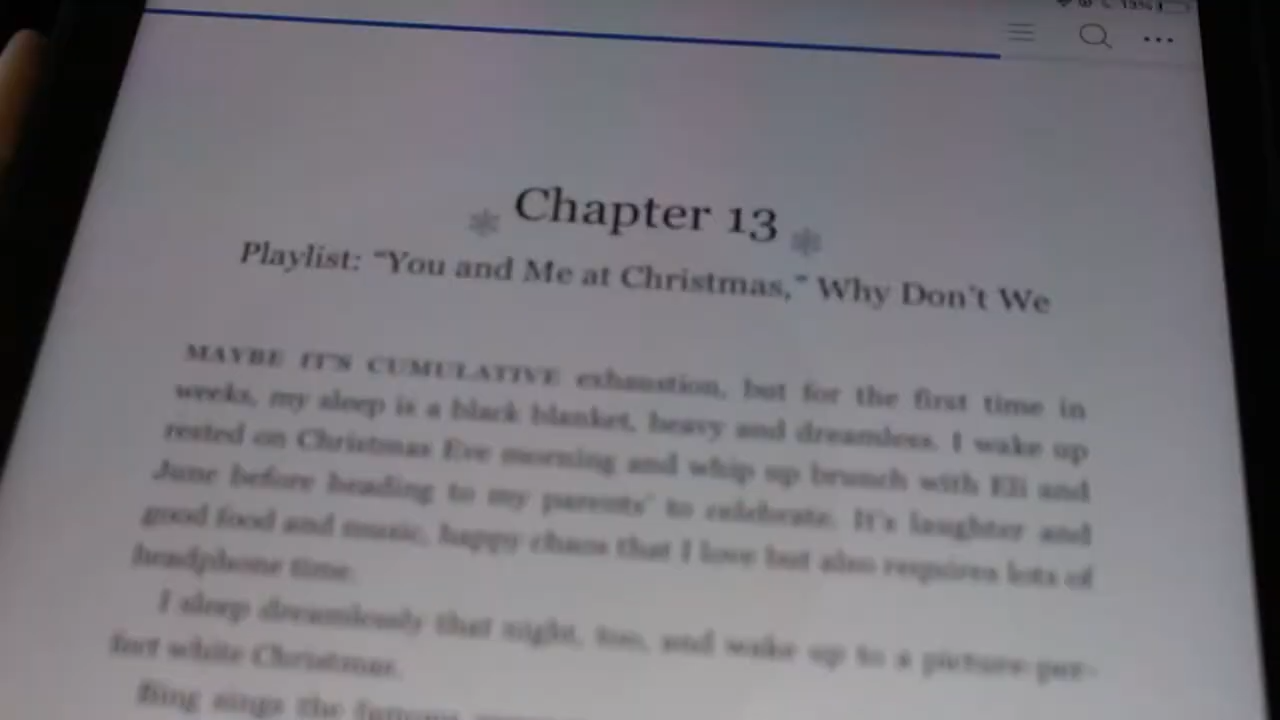 Chapter 13
Playlist: “You and Me at Christmas,” Why Don’t We
MAYBE IT’S CUMULATIVE exhaustion, but for the first time in
weeks, my sleep is a black blanket, heavy and dreamless. I wake up
rested on Christmas Eve morning and whip up brunch with Eli and
June before heading to my parents’ to celebrate. It’s laughter and
good food and music, happy chaos that I love but also requires lots of
headphone time.
I sleep dreamlessly that night, too, and wake up to a picture-per-
fect white Christmas.
Bing sings the famous